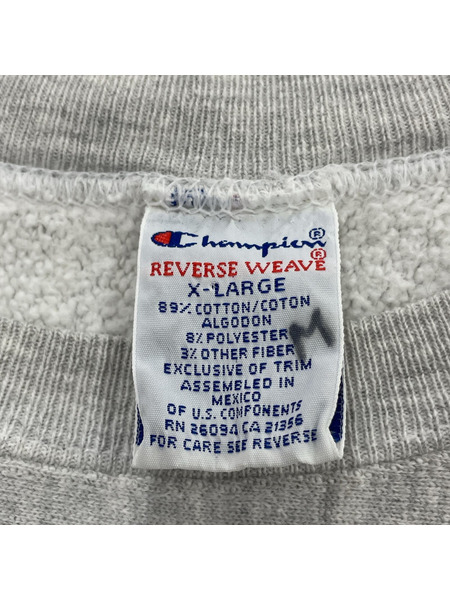 Champion®
REVERSE WEAVE®
X-LARGE
89% COTTON/COTON
ALGODON
8% POLYESTER
3% OTHER FIBER
EXCLUSIVE OF TRIM
ASSEMBLED IN
MEXICO
OF U.S. COMPONENTS
RN 26094 CA 21356
FOR CARE SEE REVERSE
M